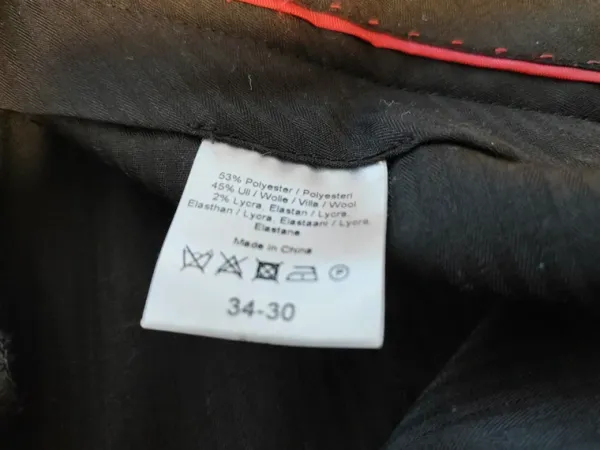 53% Polyester / Polyesteri
45% Ull / Wolle / Villa / Wool
2% Lycra, Elastan / Lycra,
Elasthan / Lycra, Elastaani / Lycra,
Elastane
Made in China
P
34-30